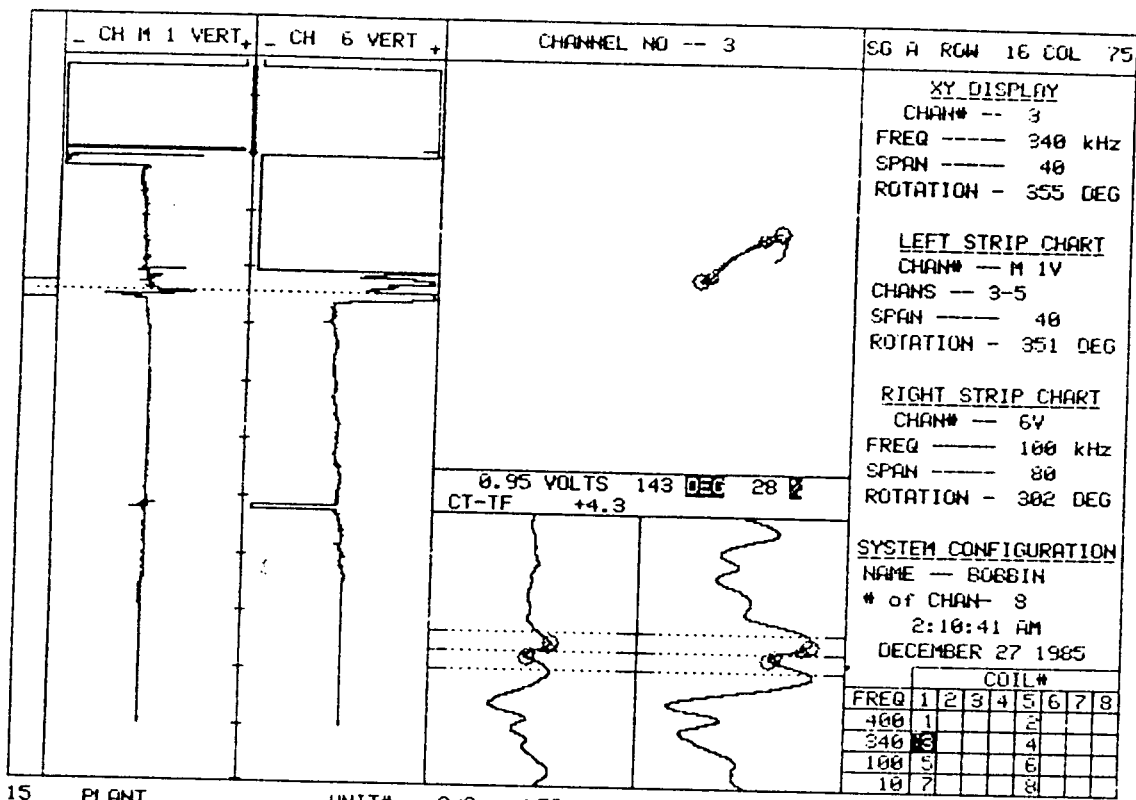 _ CH M 1 VERT +
_ CH 6 VERT +
CHANNEL NO -- 3
SG A ROW 16 COL 75
XY DISPLAY
CHAN# -- 3
FREQ ----- 340 kHz
SPAN ----- 40
ROTATION - 355 DEG
LEFT STRIP CHART
CHAN# -- M 1V
CHANS -- 3-5
SPAN ----- 40
ROTATION - 351 DEG
RIGHT STRIP CHART
CHAN# -- 6V
FREQ ----- 100 kHz
SPAN ----- 80
ROTATION - 302 DEG
0.95 VOLTS 143 DEG 28 %
CT-TF +4.3
SYSTEM CONFIGURATION
NAME -- BOBBIN
# of CHAN- 8
2:10:41 AM
DECEMBER 27 1985
COIL#
FREQ 1 2 3 4 5 6 7 8
400 1 2
340 3 4
100 5 6
10 7 8
15 PLANT UNIT#